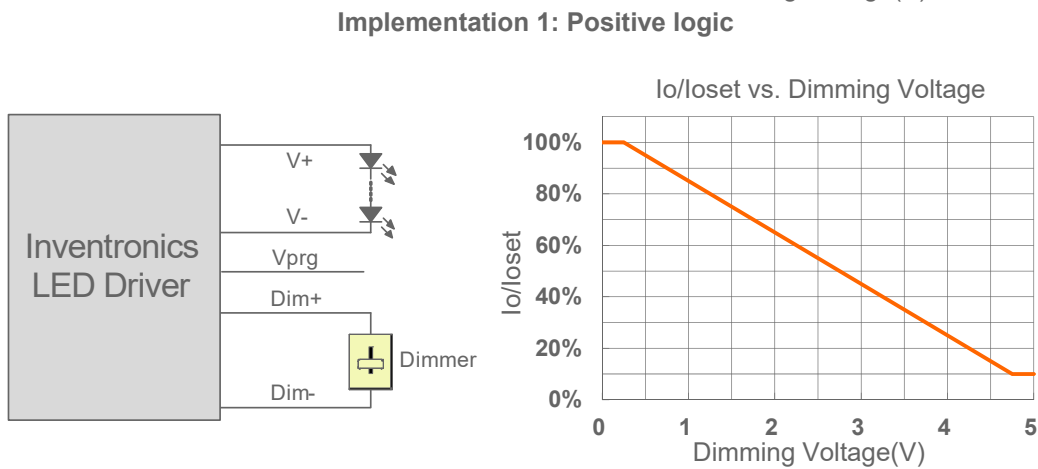 Implementation 1: Positive logic
Inventronics
LED Driver
V+
V-
Vprg
Dim+
Dimmer
Dim-
Io/Ioset vs. Dimming Voltage
Io/Ioset
100%
80%
60%
40%
20%
0%
0 1 2 3 4 5
Dimming Voltage(V)